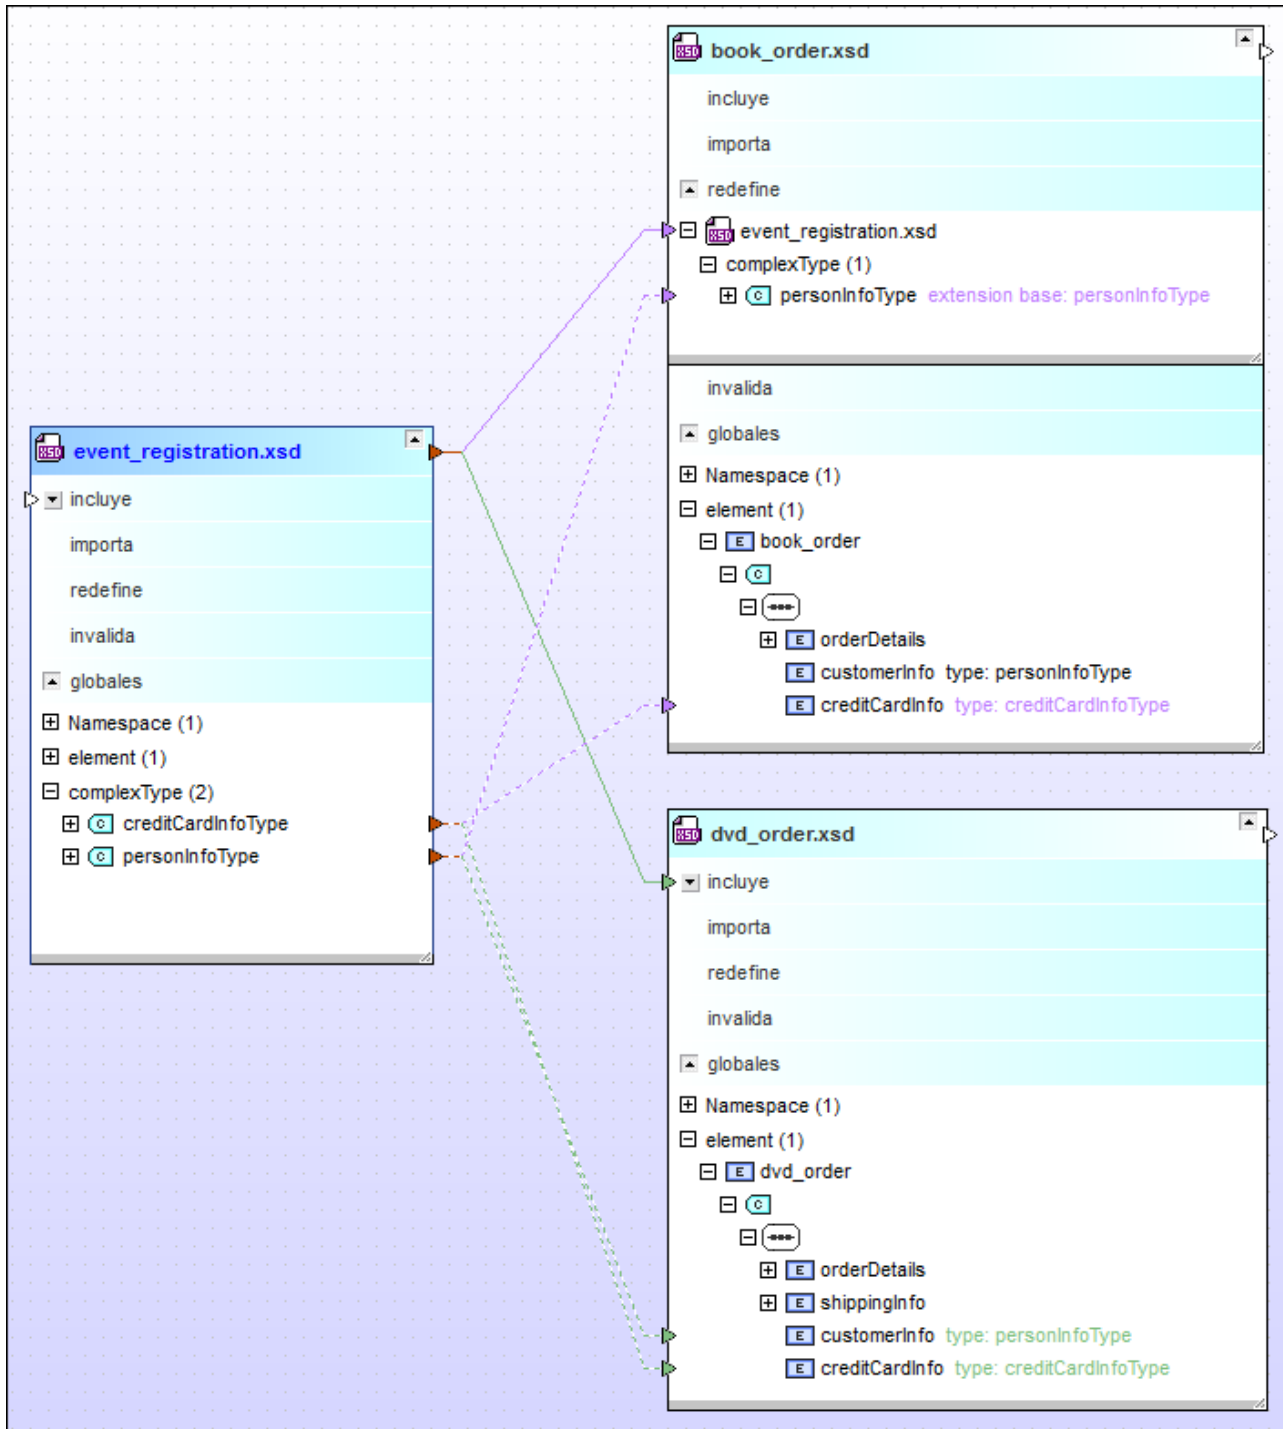 book_order.xsd
incluye
importa
redefine
event_registration.xsd
complexType (1)
personInfoType extension base: personInfoType
invalida
globales
Namespace (1)
element (1)
book_order
orderDetails
customerInfo type: personInfoType
creditCardInfo type: creditCardInfoType
event_registration.xsd
incluye
importa
redefine
invalida
globales
Namespace (1)
element (1)
complexType (2)
creditCardInfoType
personInfoType
dvd_order.xsd
incluye
importa
redefine
invalida
globales
Namespace (1)
element (1)
dvd_order
orderDetails
shippingInfo
customerInfo type: personInfoType
creditCardInfo type: creditCardInfoType